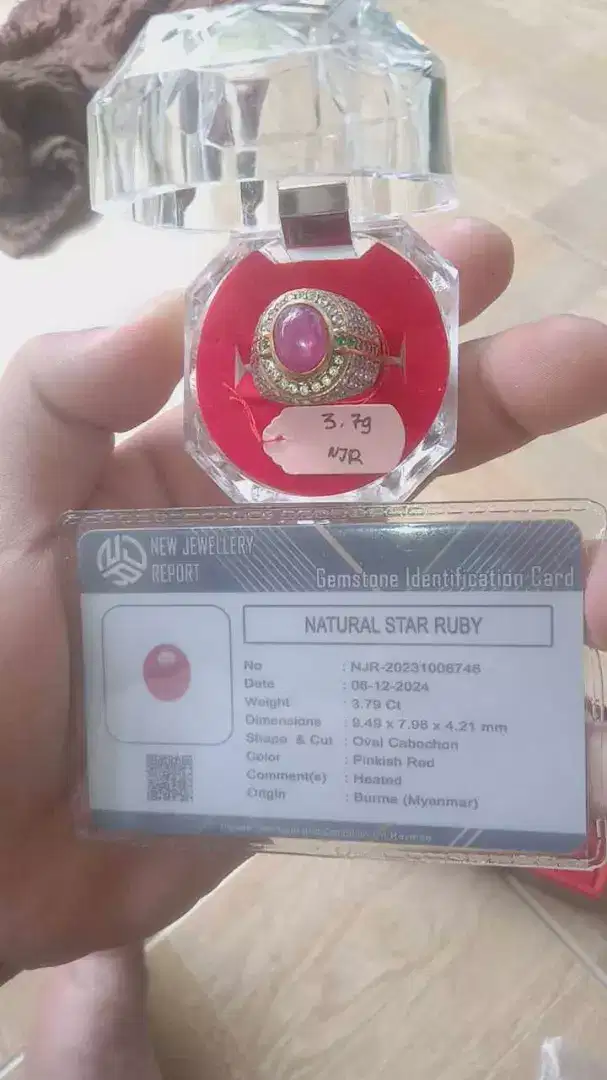 3.79
NJR
NEW JEWELLERY
REPORT
Gemstone Identification Card
NATURAL STAR RUBY
No : NJR-20231006746
Date : 06-12-2024
Weight : 3.79 Ct
Dimensions : 9.49 x 7.98 x 4.21 mm
Shape & Cut : Oval Cabochon
Color : Pinkish Red
Comment(s) : Heated
Origin : Burma (Myanmar)